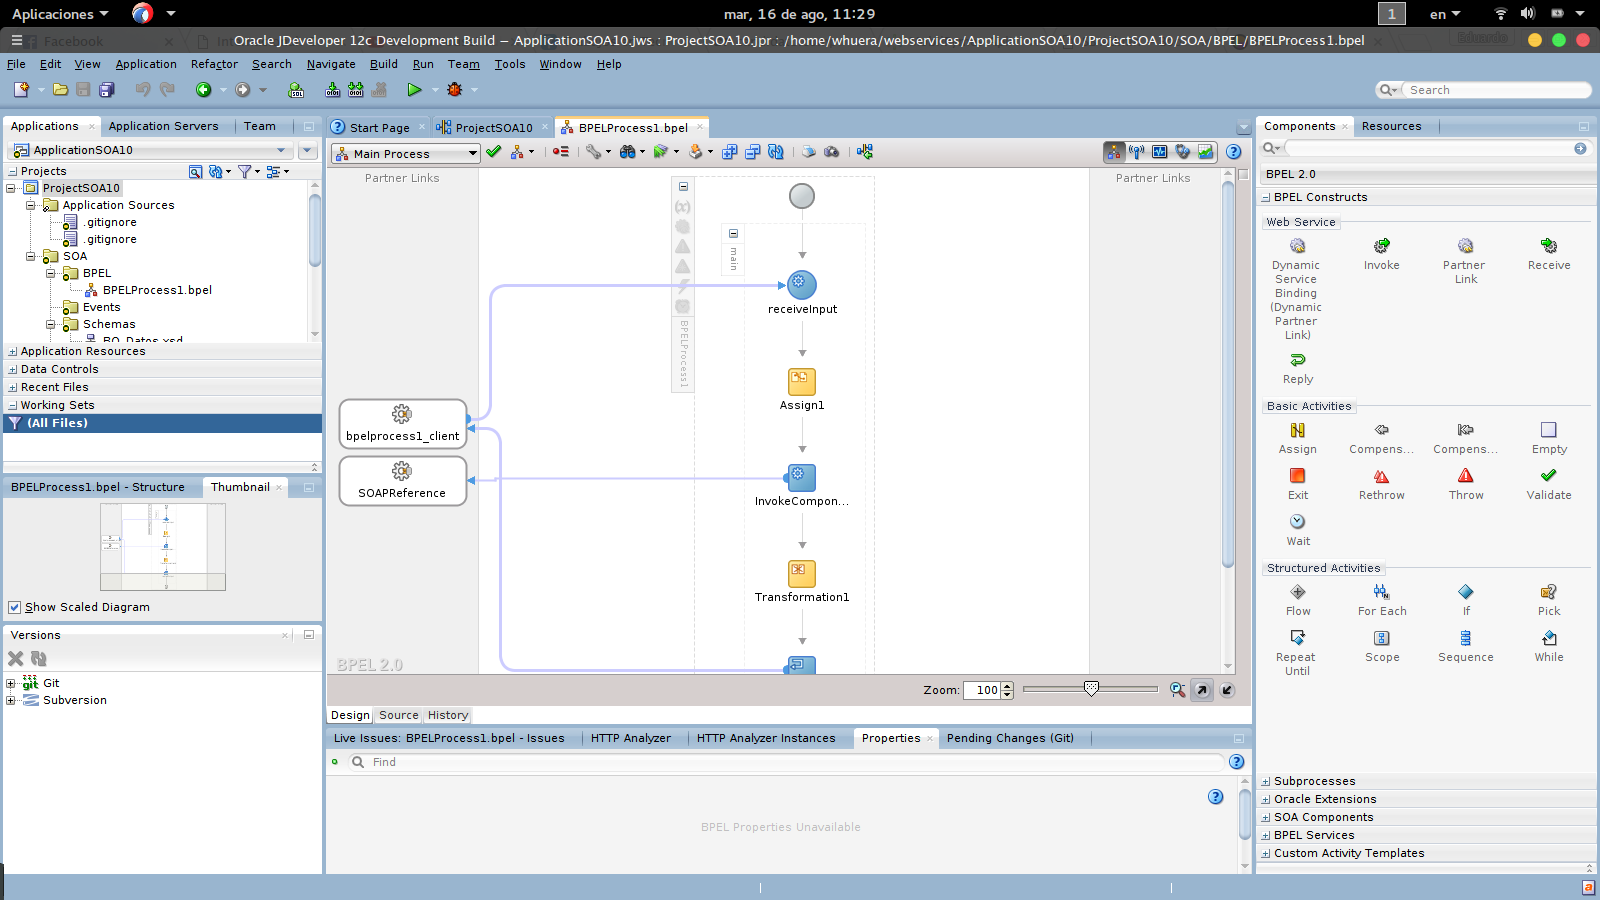 Aplicaciones
mar, 16 de ago, 11:29
1
en
Facebook
Oracle JDeveloper 12c Development Build – ApplicationSOA10.jws : ProjectSOA10.jpr : /home/whuera/webservices/ApplicationSOA10/ProjectSOA10/SOA/BPEL/BPELProcess1.bpel
File Edit View Application Refactor Search Navigate Build Run Team Tools Window Help
Search
Applications
Application Servers
Team
ApplicationSOA10
Projects
ProjectSOA10
Application Sources
.gitignore
.gitignore
SOA
BPEL
BPELProcess1.bpel
Events
Schemas
BO_Datos.xsd
Application Resources
Data Controls
Recent Files
Working Sets
(All Files)
BPELProcess1.bpel - Structure
Thumbnail
Show Scaled Diagram
Versions
Git
Subversion
Start Page
ProjectSOA10
BPELProcess1.bpel
Main Process
Partner Links
Partner Links
main
BPELProcess1
receiveInput
Assign1
bpelprocess1_client
SOAPReference
InvokeCompon...
Transformation1
BPEL 2.0
Zoom: 100
Design Source History
Live Issues: BPELProcess1.bpel - Issues
HTTP Analyzer
HTTP Analyzer Instances
Properties
Pending Changes (Git)
Find
BPEL Properties Unavailable
Components
Resources
BPEL 2.0
BPEL Constructs
Web Service
Dynamic Service Binding (Dynamic Partner Link)
Invoke
Partner Link
Receive
Reply
Basic Activities
Assign
Compens...
Compens...
Empty
Exit
Rethrow
Throw
Validate
Wait
Structured Activities
Flow
For Each
If
Pick
Repeat Until
Scope
Sequence
While
Subprocesses
Oracle Extensions
SOA Components
BPEL Services
Custom Activity Templates